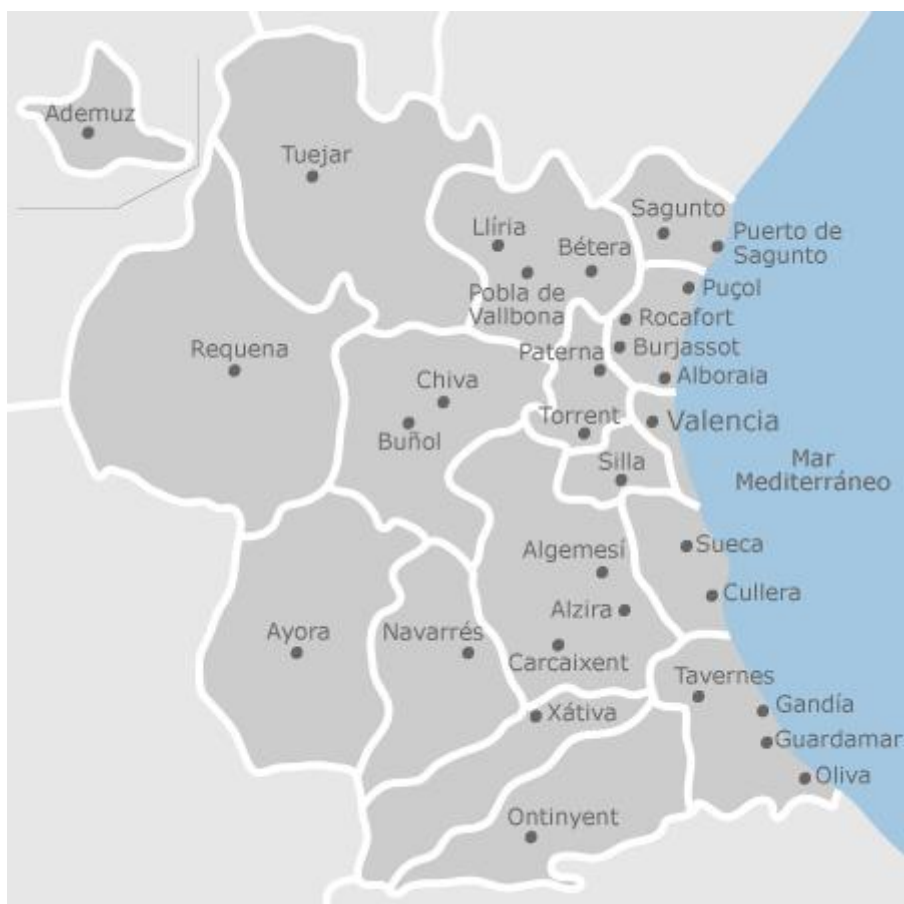 Ademuz
Tuejar
Sagunto
Llíria
Bétera
Puerto de
Sagunto
Pobla de
Vallbona
Puçol
Rocafort
Requena
Paterna
Burjassot
Chiva
Alboraia
Buñol
Torrent
Valencia
Silla
Mar
Mediterráneo
Algemesí
Sueca
Alzira
Cullera
Ayora
Navarrés
Carcaixent
Tavernes
Xátiva
Gandía
Guardamar
Oliva
Ontinyent